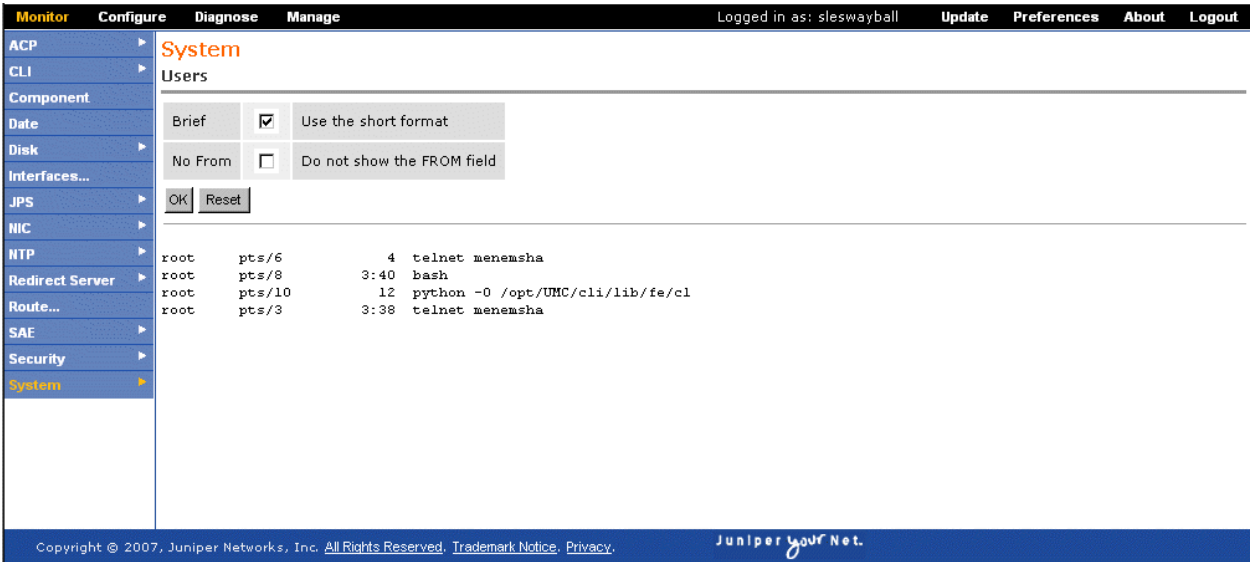 Monitor Configure Diagnose Manage Logged in as: sleswayball Update Preferences About Logout
ACP
CLI
Component
Date
Disk
Interfaces...
JPS
NIC
NTP
Redirect Server
Route...
SAE
Security
System
System
Users
Brief Use the short format
No From Do not show the FROM field
OK Reset
root pts/6 4 telnet menemsha
root pts/8 3:40 bash
root pts/10 12 python -O /opt/UMC/cli/lib/fe/cl
root pts/3 3:38 telnet menemsha
Copyright © 2007, Juniper Networks, Inc. All Rights Reserved. Trademark Notice. Privacy.
Juniper your Net.